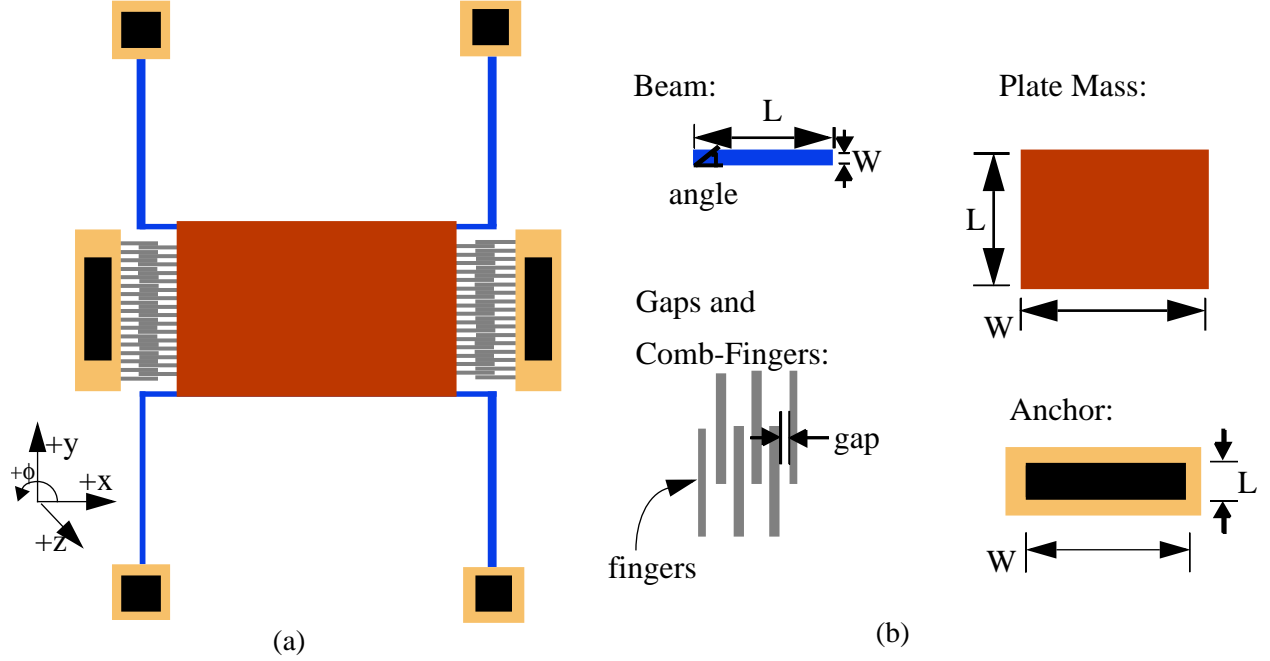 +y
+ϕ
+x
+z
(a)
Beam:
L
W
angle
Plate Mass:
L
W
Gaps and
Comb-Fingers:
gap
fingers
Anchor:
L
W
(b)